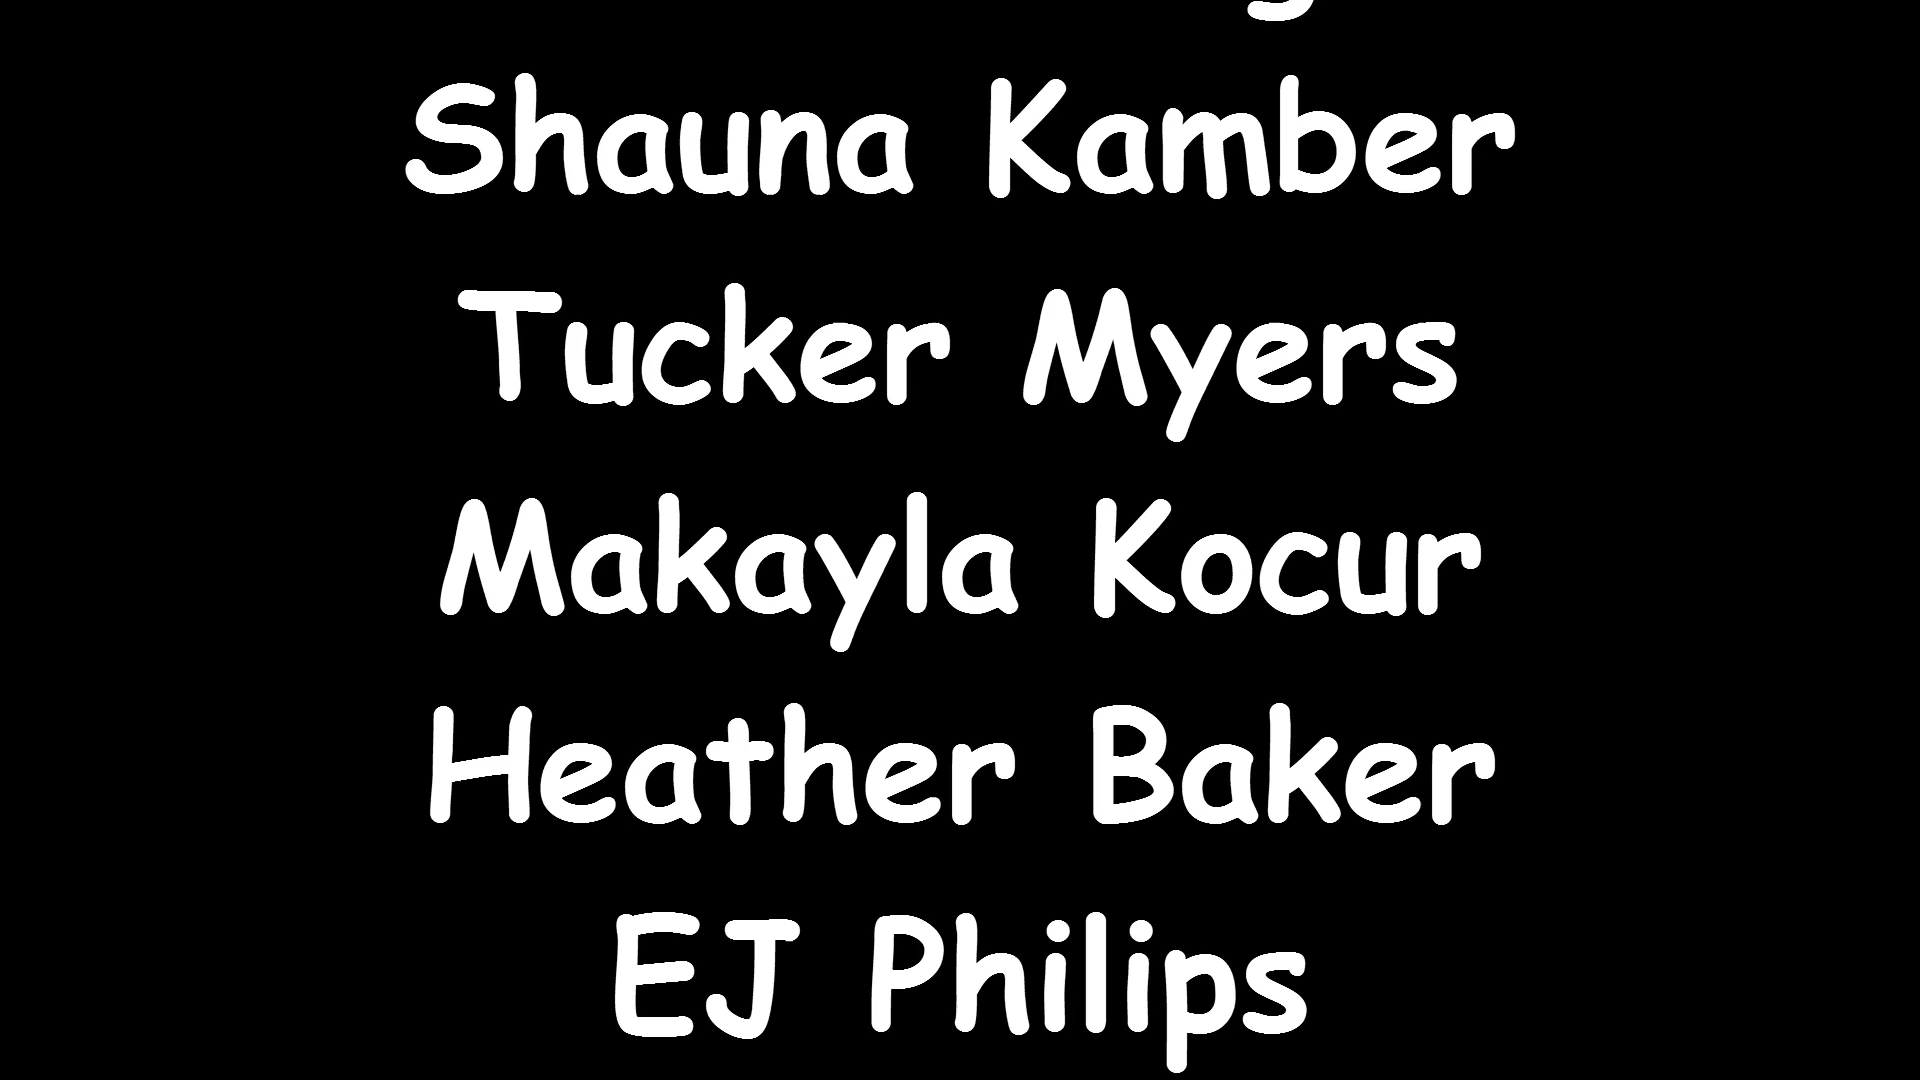 Shauna Kamber
Tucker Myers
Makayla Kocur
Heather Baker
EJ Philips